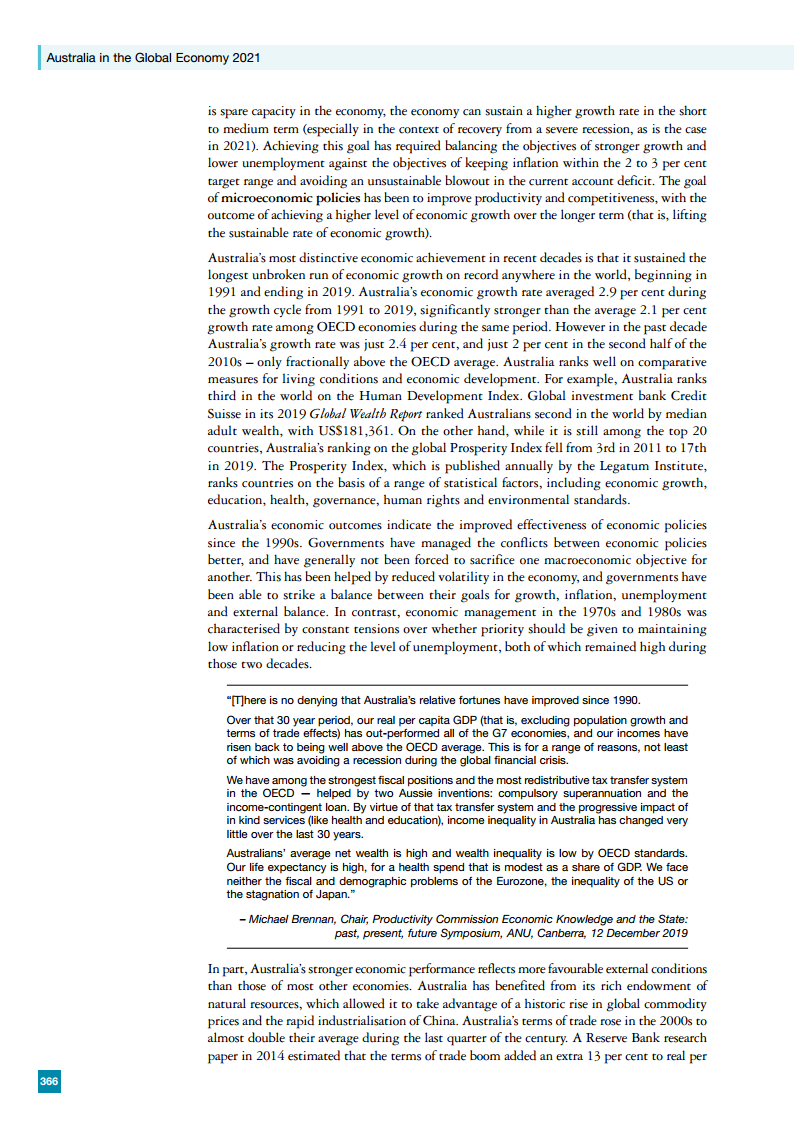 Australia in the Global Economy 2021
is spare capacity in the economy, the economy can sustain a higher growth rate in the short
to medium term (especially in the context of recovery from a severe recession, as is the case
in 2021). Achieving this goal has required balancing the objectives of stronger growth and
lower unemployment against the objectives of keeping inflation within the 2 to 3 per cent
target range and avoiding an unsustainable blowout in the current account deficit. The goal
of microeconomic policies has been to improve productivity and competitiveness, with the
outcome of achieving a higher level of economic growth over the longer term (that is, lifting
the sustainable rate of economic growth).
Australia's most distinctive economic achievement in recent decades is that it sustained the
longest unbroken run of economic growth on record anywhere in the world, beginning in
1991 and ending in 2019. Australia's economic growth rate averaged 2.9 per cent during
the growth cycle from 1991 to 2019, significantly stronger than the average 2.1 per cent
growth rate among OECD economies during the same period. However in the past decade
Australia's growth rate was just 2.4 per cent, and just 2 per cent in the second half of the
2010s – only fractionally above the OECD average. Australia ranks well on comparative
measures for living conditions and economic development. For example, Australia ranks
third in the world on the Human Development Index. Global investment bank Credit
Suisse in its 2019 Global Wealth Report ranked Australians second in the world by median
adult wealth, with US$181,361. On the other hand, while it is still among the top 20
countries, Australia's ranking on the global Prosperity Index fell from 3rd in 2011 to 17th
in 2019. The Prosperity Index, which is published annually by the Legatum Institute,
ranks countries on the basis of a range of statistical factors, including economic growth,
education, health, governance, human rights and environmental standards.
Australia's economic outcomes indicate the improved effectiveness of economic policies
since the 1990s. Governments have managed the conflicts between economic policies
better, and have generally not been forced to sacrifice one macroeconomic objective for
another. This has been helped by reduced volatility in the economy, and governments have
been able to strike a balance between their goals for growth, inflation, unemployment
and external balance. In contrast, economic management in the 1970s and 1980s was
characterised by constant tensions over whether priority should be given to maintaining
low inflation or reducing the level of unemployment, both of which remained high during
those two decades.
"[T]here is no denying that Australia's relative fortunes have improved since 1990.
Over that 30 year period, our real per capita GDP (that is, excluding population growth and
terms of trade effects) has out-performed all of the G7 economies, and our incomes have
risen back to being well above the OECD average. This is for a range of reasons, not least
of which was avoiding a recession during the global financial crisis.
We have among the strongest fiscal positions and the most redistributive tax transfer system
in the OECD — helped by two Aussie inventions: compulsory superannuation and the
income-contingent loan. By virtue of that tax transfer system and the progressive impact of
in kind services (like health and education), income inequality in Australia has changed very
little over the last 30 years.
Australians' average net wealth is high and wealth inequality is low by OECD standards.
Our life expectancy is high, for a health spend that is modest as a share of GDP. We face
neither the fiscal and demographic problems of the Eurozone, the inequality of the US or
the stagnation of Japan."
– Michael Brennan, Chair, Productivity Commission Economic Knowledge and the State:
past, present, future Symposium, ANU, Canberra, 12 December 2019
In part, Australia's stronger economic performance reflects more favourable external conditions
than those of most other economies. Australia has benefited from its rich endowment of
natural resources, which allowed it to take advantage of a historic rise in global commodity
prices and the rapid industrialisation of China. Australia's terms of trade rose in the 2000s to
almost double their average during the last quarter of the century. A Reserve Bank research
paper in 2014 estimated that the terms of trade boom added an extra 13 per cent to real per
366